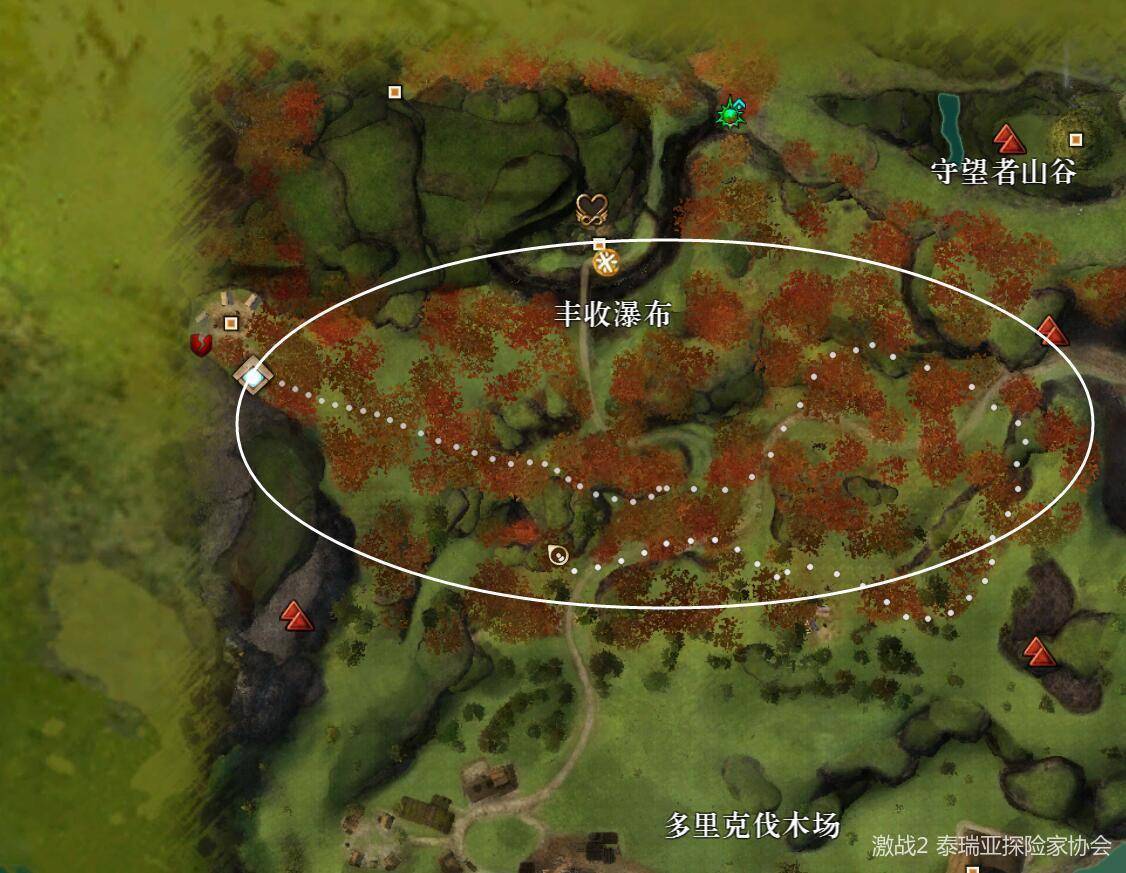 守望者山谷
丰收瀑布
多里克伐木场
激战2 泰瑞亚探险家协会